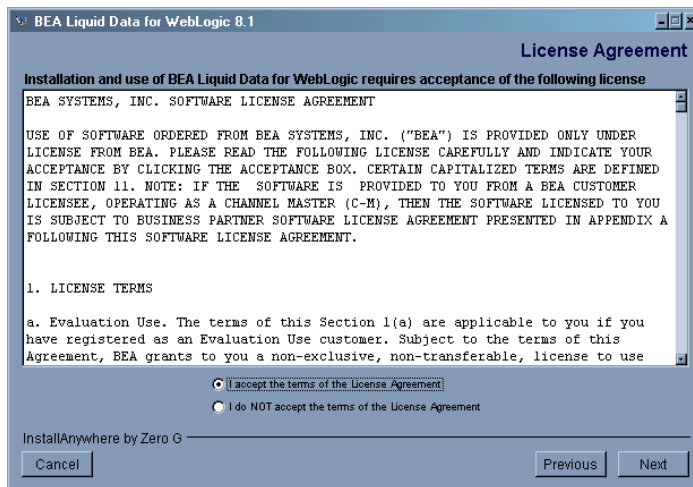 BEA Liquid Data for WebLogic 8.1
License Agreement
Installation and use of BEA Liquid Data for WebLogic requires acceptance of the following license
BEA SYSTEMS, INC. SOFTWARE LICENSE AGREEMENT
USE OF SOFTWARE ORDERED FROM BEA SYSTEMS, INC. ("BEA") IS PROVIDED ONLY UNDER
LICENSE FROM BEA. PLEASE READ THE FOLLOWING LICENSE CAREFULLY AND INDICATE YOUR
ACCEPTANCE BY CLICKING THE ACCEPTANCE BOX. CERTAIN CAPITALIZED TERMS ARE DEFINED
IN SECTION 11. NOTE: IF THE SOFTWARE IS PROVIDED TO YOU FROM A BEA CUSTOMER
LICENSEE, OPERATING AS A CHANNEL MASTER (C-M), THEN THE SOFTWARE LICENSED TO YOU
IS SUBJECT TO BUSINESS PARTNER SOFTWARE LICENSE AGREEMENT PRESENTED IN APPENDIX A
FOLLOWING THIS SOFTWARE LICENSE AGREEMENT.
1. LICENSE TERMS
a. Evaluation Use. The terms of this Section 1(a) are applicable to you if you
have registered as an Evaluation Use customer. Subject to the terms of this
Agreement, BEA grants to you a non-exclusive, non-transferable, license to use
I accept the terms of the License Agreement
I do NOT accept the terms of the License Agreement
InstallAnywhere by Zero G
Cancel
Previous
Next